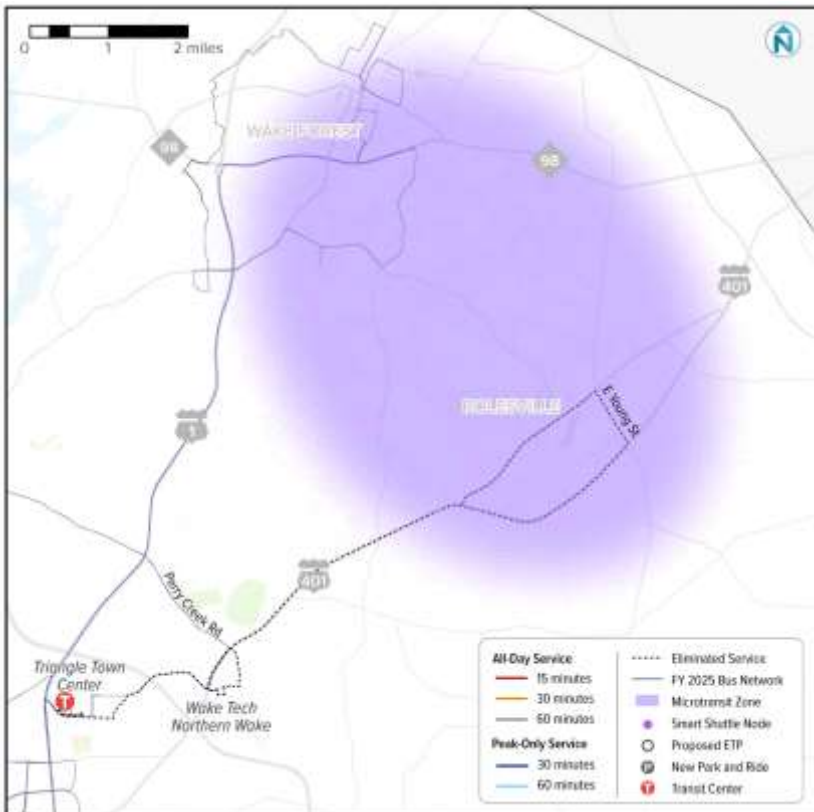 0 1 2 miles
N
WAKE FOREST
98
98
401
ROLESVILLE
E Young St
1
401
Perry Creek Rd
Triangle Town
Center
T
Wake Tech
Northern Wake
All-Day Service
15 minutes
30 minutes
60 minutes
Peak-Only Service
30 minutes
60 minutes
Eliminated Service
FY 2025 Bus Network
Microtransit Zone
Smart Shuttle Node
Proposed ETP
P New Park and Ride
T Transit Center